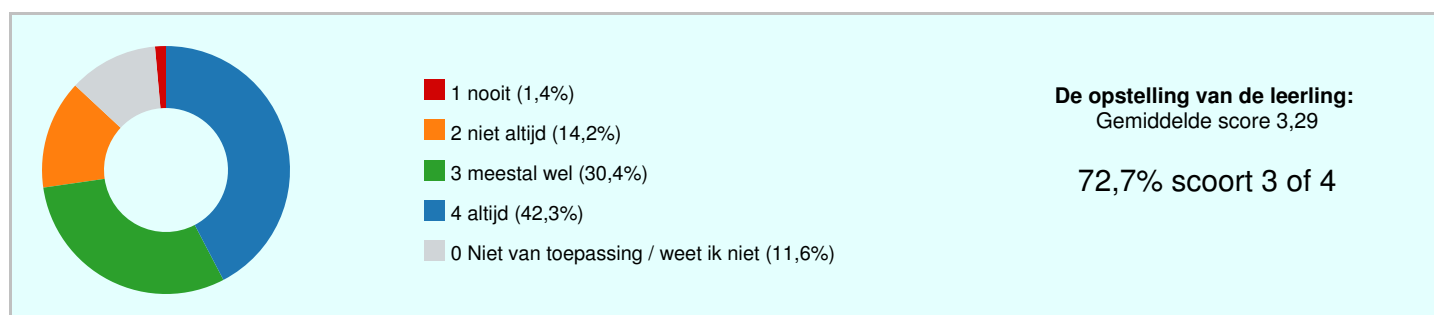 1 nooit (1,4%)
2 niet altijd (14,2%)
3 meestal wel (30,4%)
4 altijd (42,3%)
0 Niet van toepassing / weet ik niet (11,6%)
De opstelling van de leerling:
Gemiddelde score 3,29
72,7% scoort 3 of 4